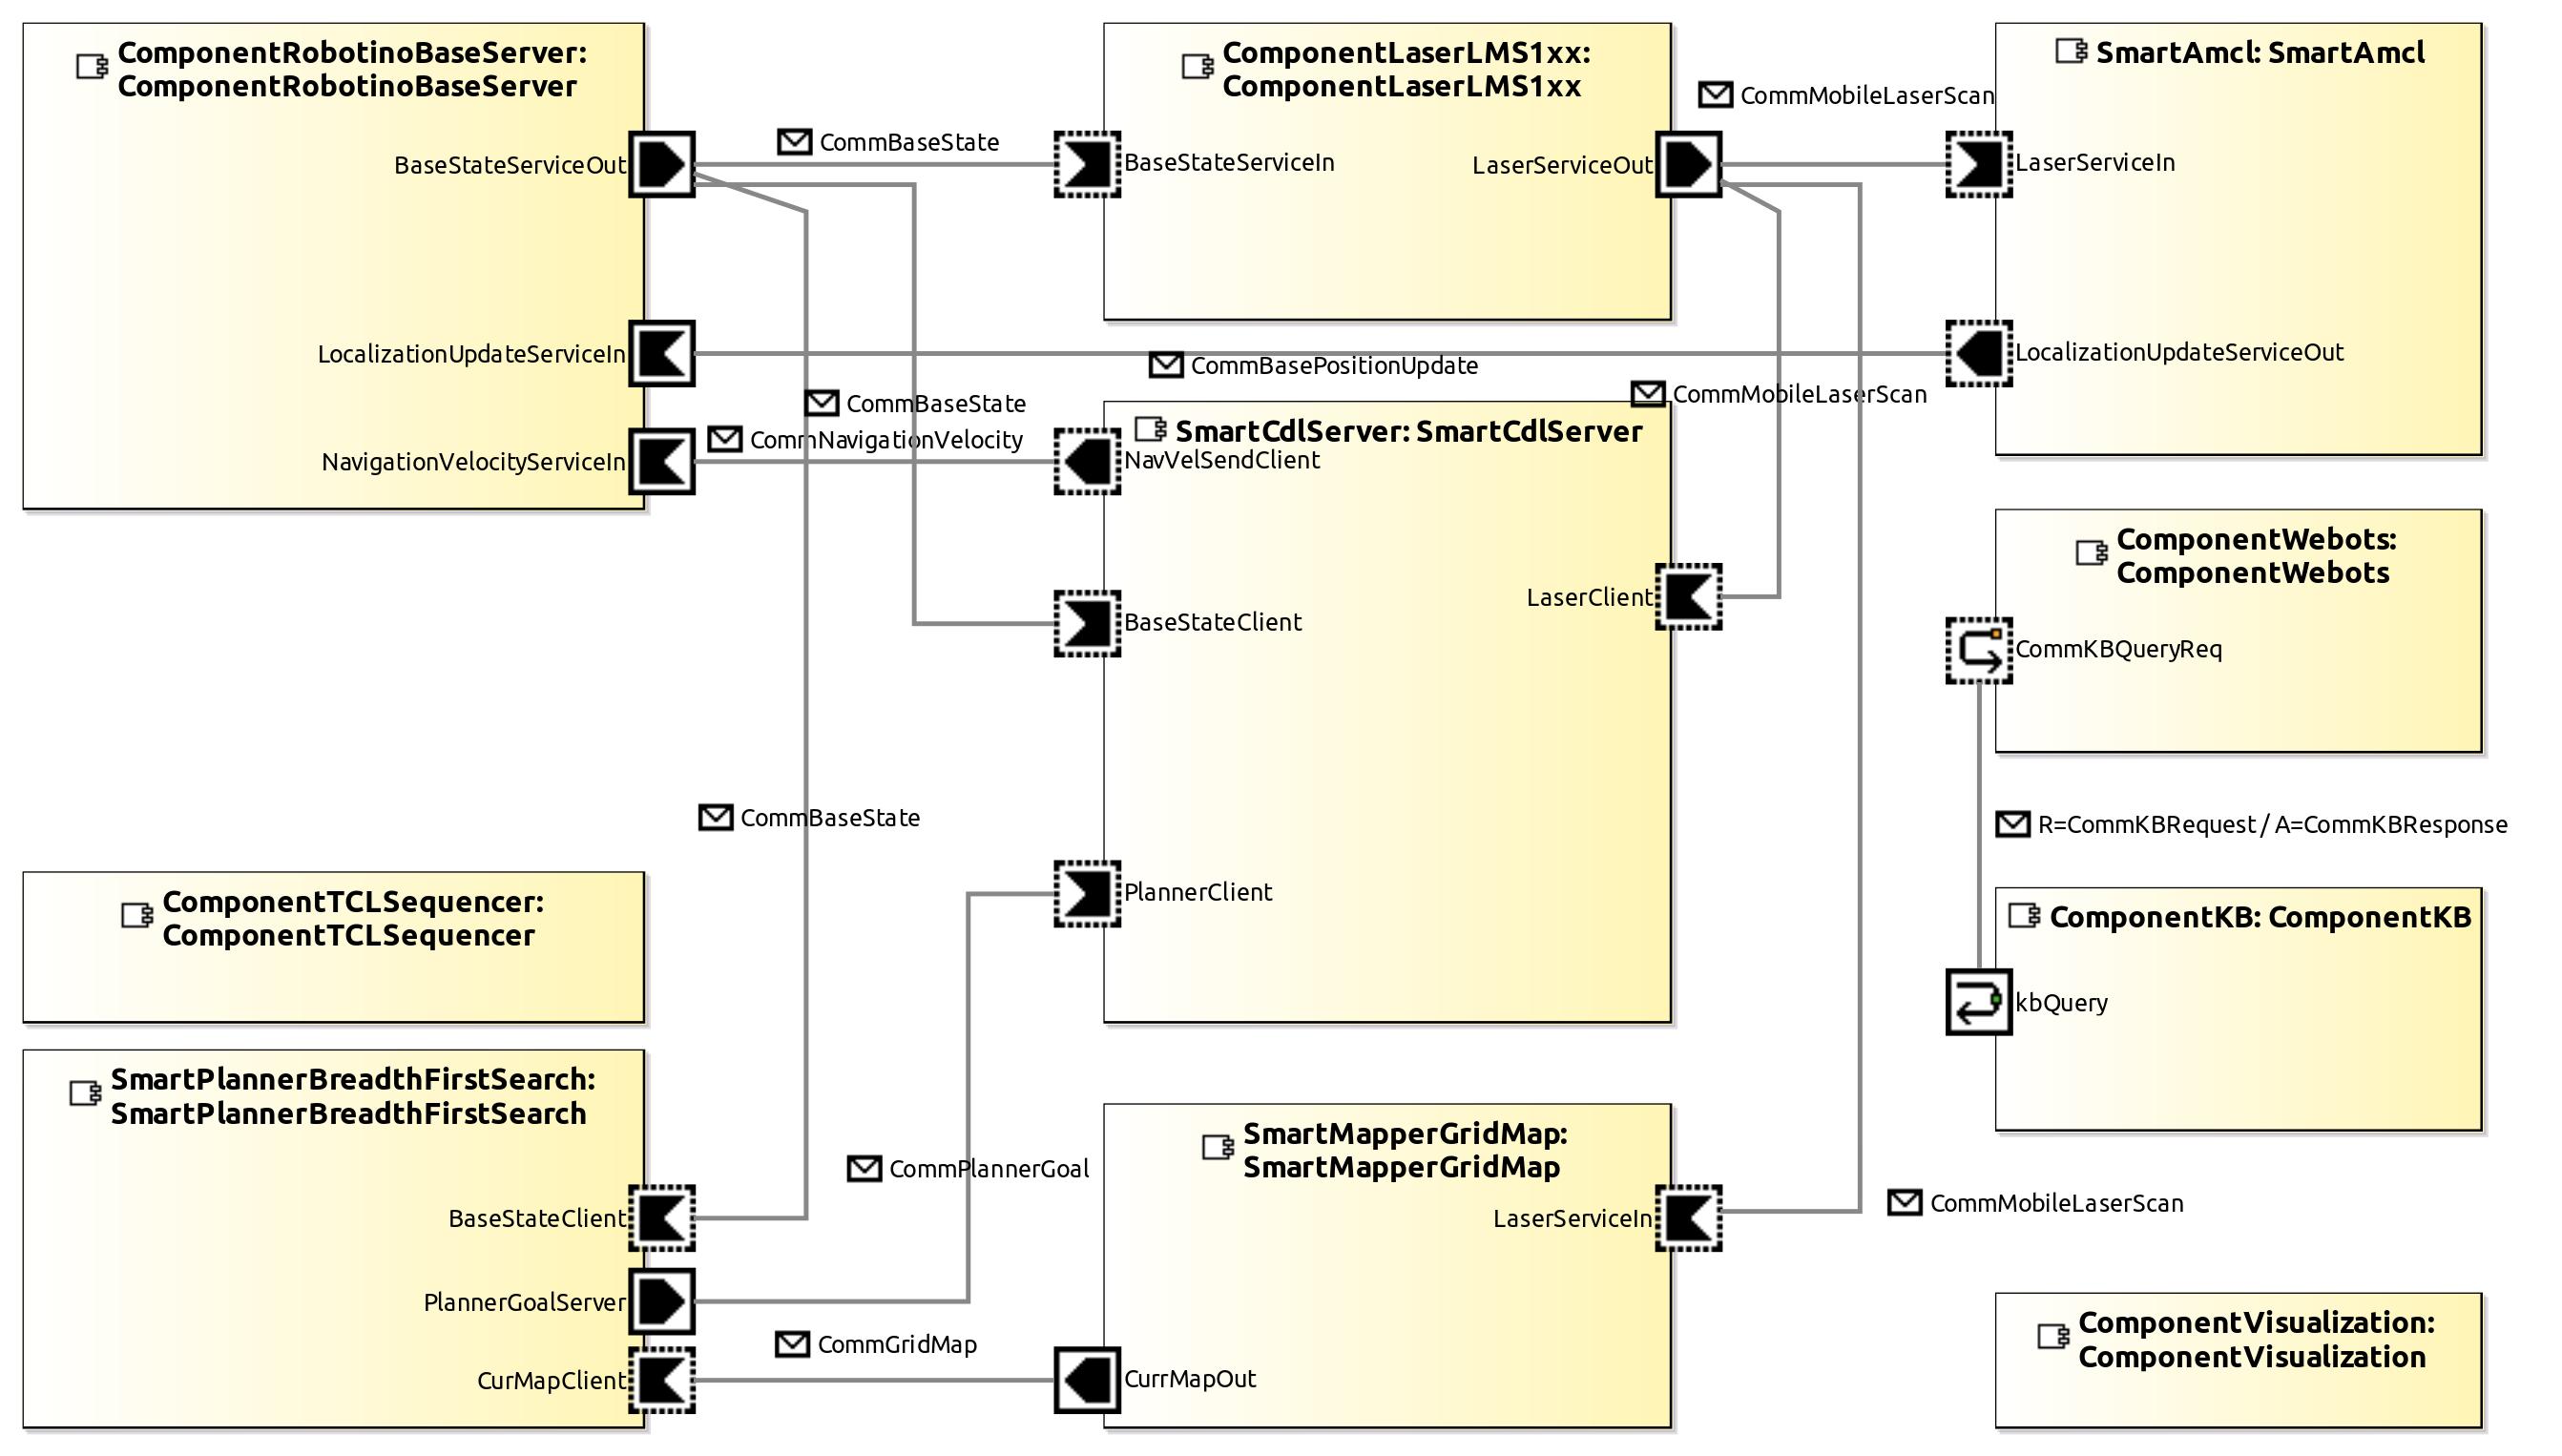 ComponentRobotinoBaseServer:
ComponentRobotinoBaseServer
BaseStateServiceOut
LocalizationUpdateServiceIn
NavigationVelocityServiceIn
CommBaseState
ComponentLaserLMS1xx:
ComponentLaserLMS1xx
BaseStateServiceIn
LaserServiceOut
CommMobileLaserScan
SmartAmcl: SmartAmcl
LaserServiceIn
LocalizationUpdateServiceOut
CommBasePositionUpdate
CommBaseState
CommNavigationVelocity
CommMobileLaserScan
SmartCdlServer: SmartCdlServer
NavVelSendClient
LaserClient
BaseStateClient
PlannerClient
ComponentWebots:
ComponentWebots
CommKBQueryReq
R=CommKBRequest / A=CommKBResponse
CommBaseState
ComponentTCLSequencer:
ComponentTCLSequencer
ComponentKB: ComponentKB
kbQuery
SmartPlannerBreadthFirstSearch:
SmartPlannerBreadthFirstSearch
BaseStateClient
PlannerGoalServer
CurMapClient
CommPlannerGoal
CommGridMap
SmartMapperGridMap:
SmartMapperGridMap
LaserServiceIn
CurrMapOut
CommMobileLaserScan
ComponentVisualization:
ComponentVisualization